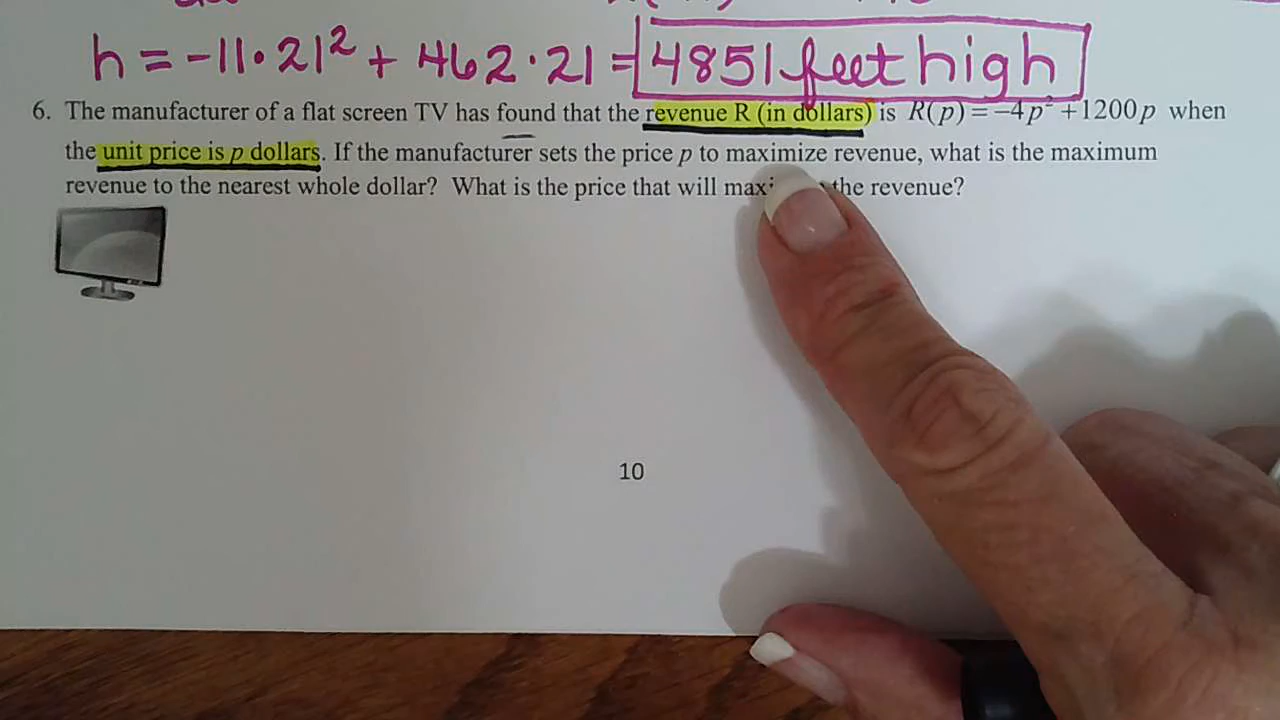 h = -11·21² + 462·21 = 4851 feet high
6. The manufacturer of a flat screen TV has found that the revenue R (in dollars) is R(p) = −4p² + 1200p when
the unit price is p dollars. If the manufacturer sets the price p to maximize revenue, what is the maximum
revenue to the nearest whole dollar? What is the price that will the revenue?
10